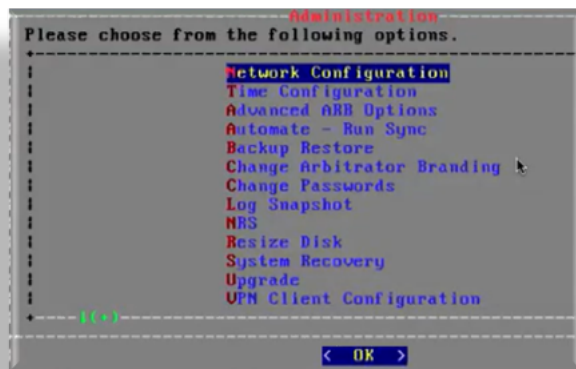 Administration
Please choose from the following options.
Network Configuration
Time Configuration
Advanced ARB Options
Automate - Run Sync
Backup Restore
Change Arbitrator Branding
Change Passwords
Log Snapshot
NRS
Resize Disk
System Recovery
Upgrade
VPN Client Configuration
↓(+)
< OK >